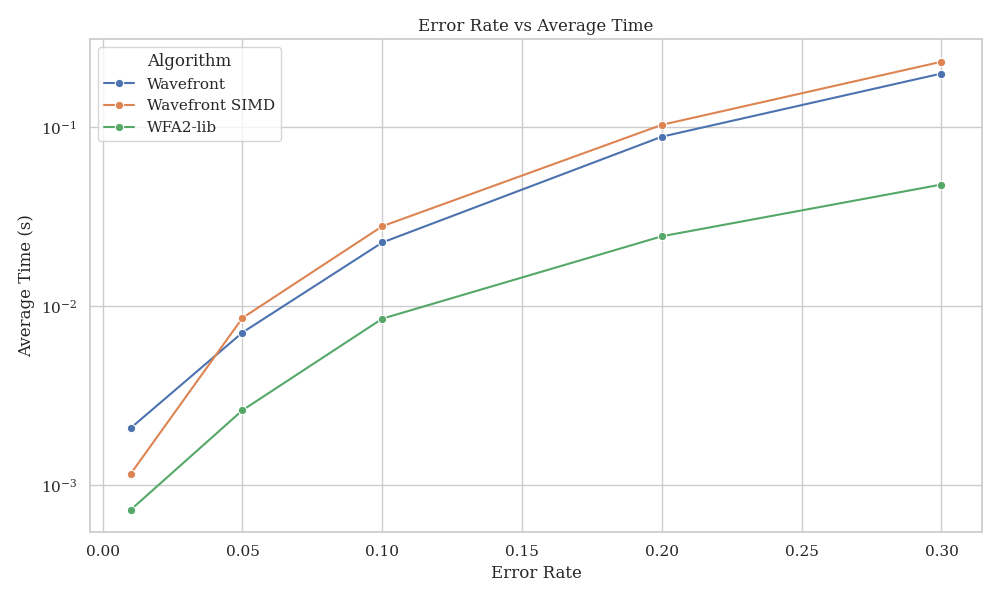 Error Rate vs Average Time
Algorithm
Wavefront
Wavefront SIMD
WFA2-lib
Average Time (s)
10⁻¹
10⁻²
10⁻³
0.00 0.05 0.10 0.15 0.20 0.25 0.30
Error Rate